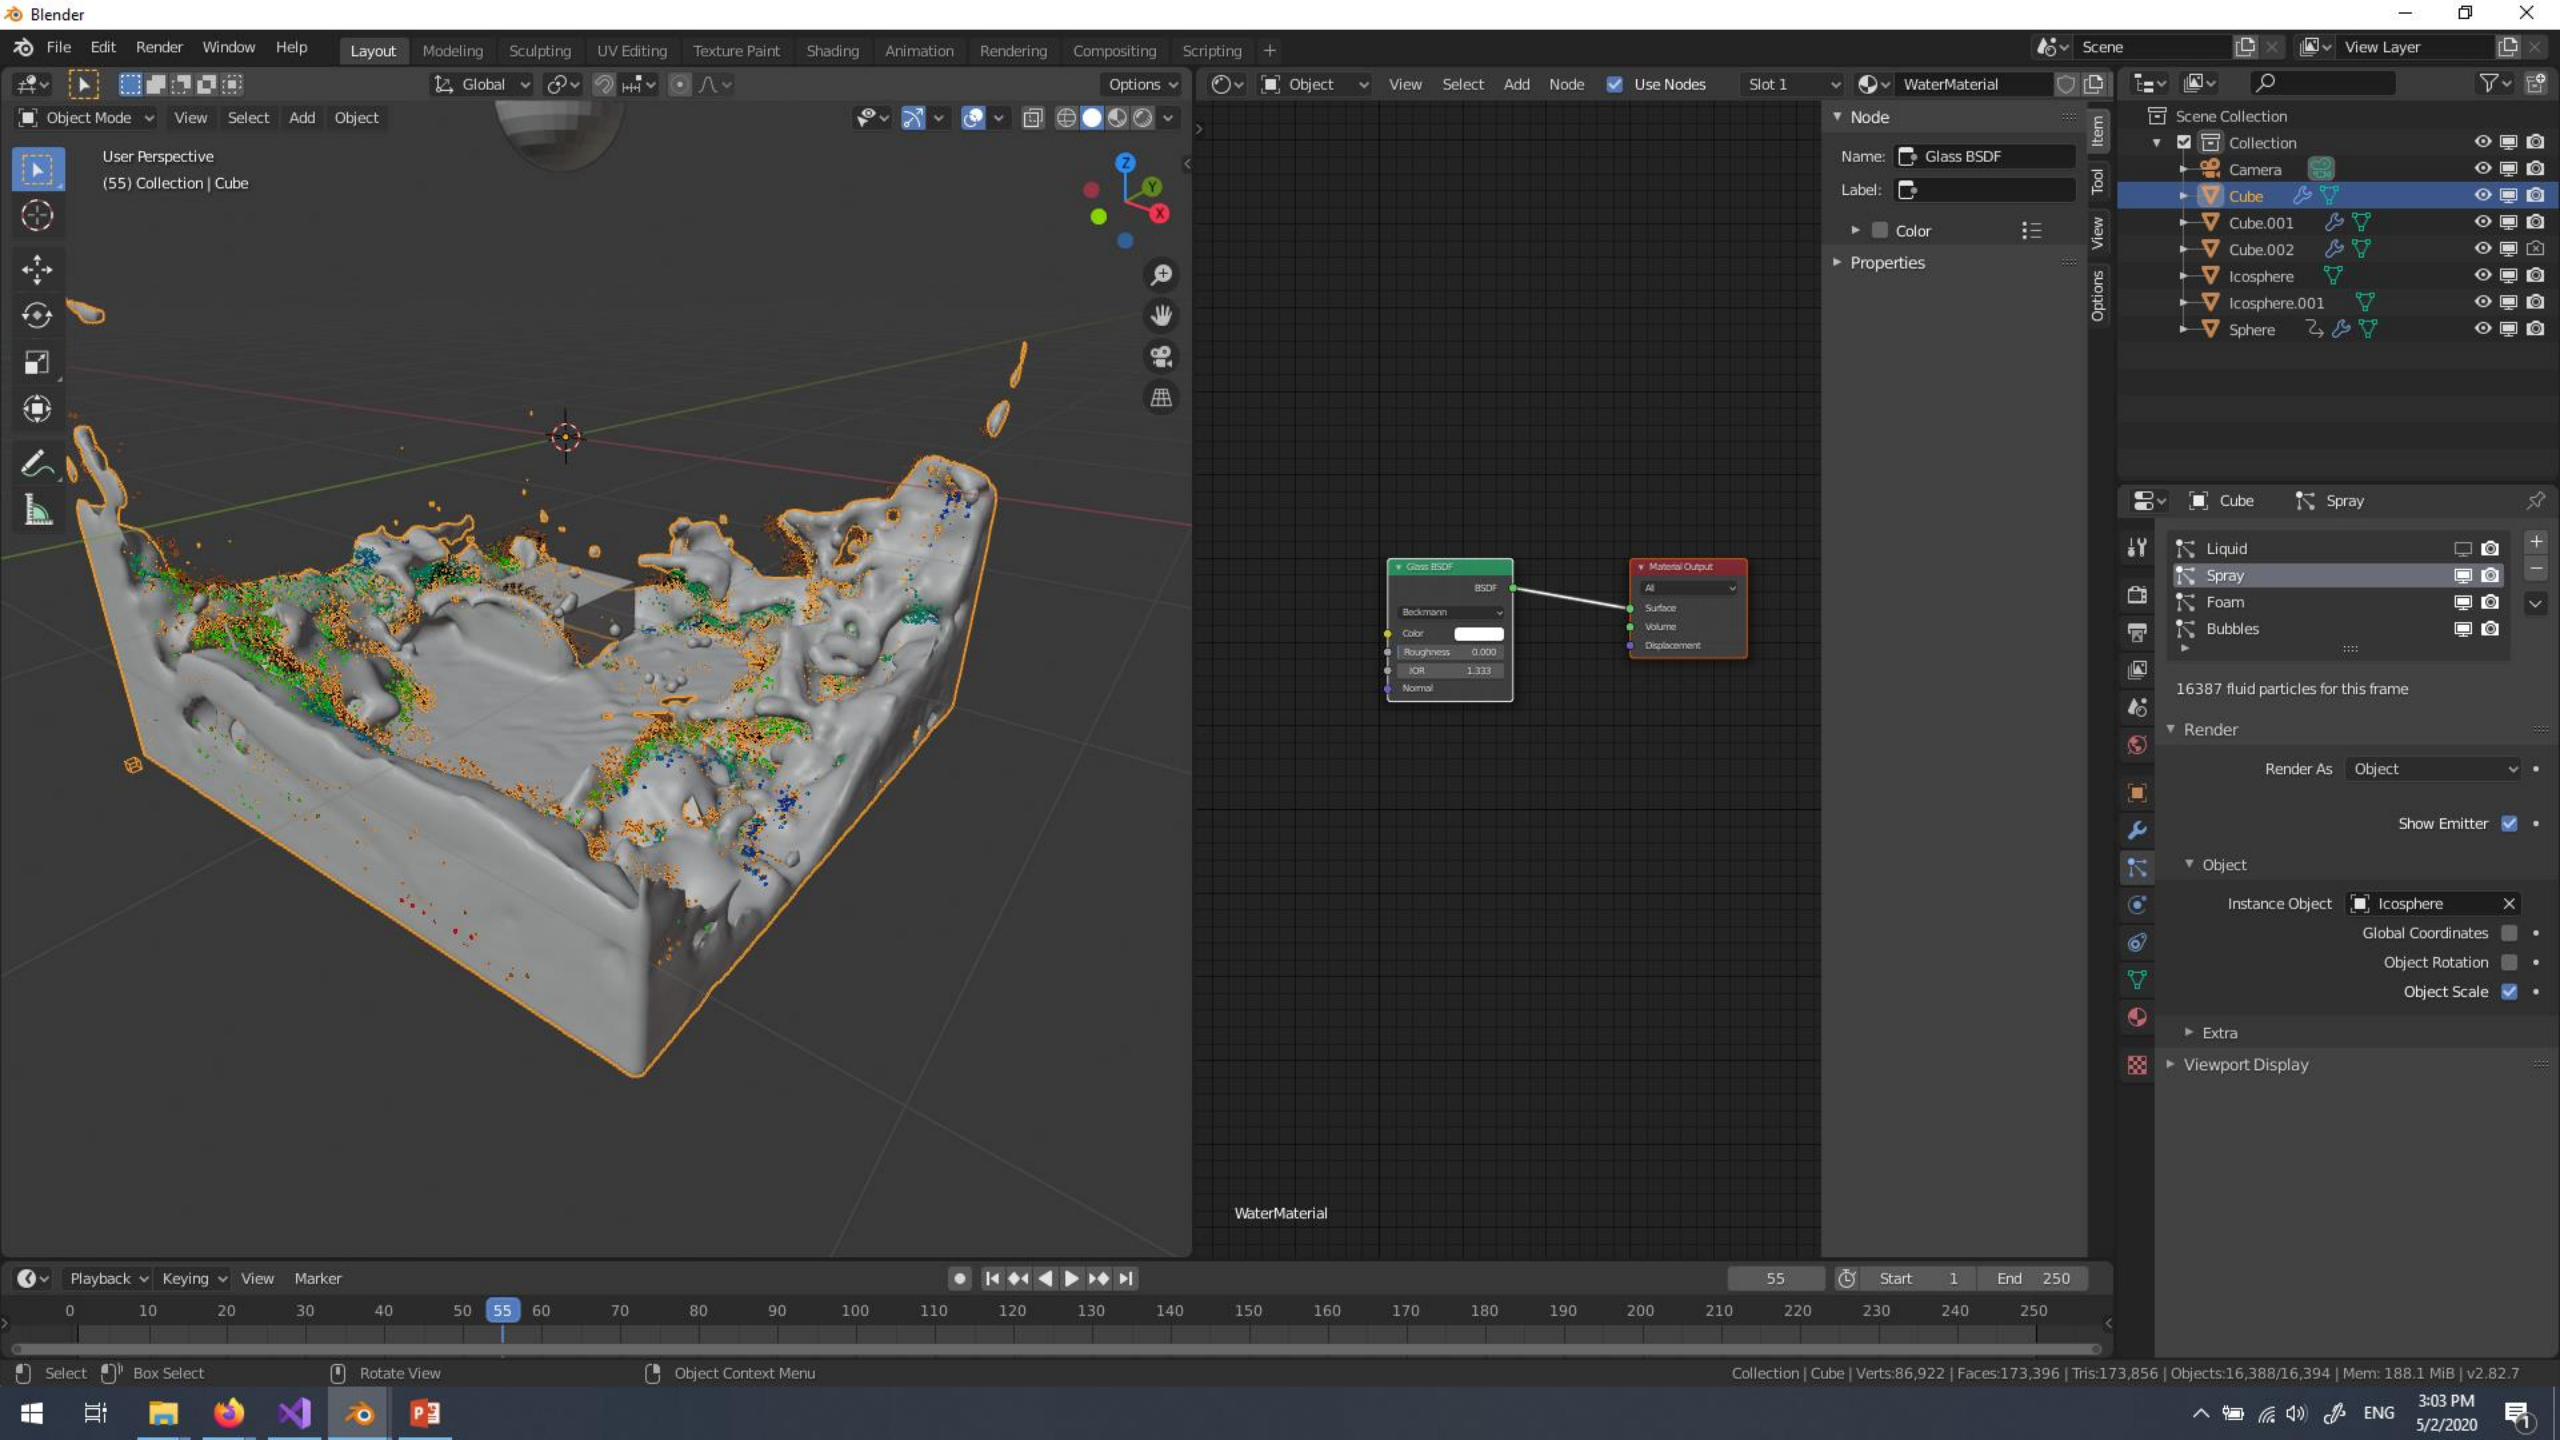 Blender
File Edit Render Window Help Layout Modeling Sculpting UV Editing Texture Paint Shading Animation Rendering Compositing Scripting + Scene View Layer
Global Options Object View Select Add Node Use Nodes Slot 1 WaterMaterial
Object Mode View Select Add Object
User Perspective
(55) Collection | Cube
Z
Y
X
Node
Name: Glass BSDF
Label:
Color
Properties
Item
Tool
View
Options
Glass BSDF
BSDF
Beckmann
Color
Roughness 0.000
IOR 1.333
Normal
Material Output
All
Surface
Volume
Displacement
WaterMaterial
Scene Collection
Collection
Camera
Cube
Cube.001
Cube.002
Icosphere
Icosphere.001
Sphere
Cube Spray
Liquid
Spray
Foam
Bubbles
16387 fluid particles for this frame
Render
Render As Object
Show Emitter
Object
Instance Object Icosphere
Global Coordinates
Object Rotation
Object Scale
Extra
Viewport Display
Playback Keying View Marker 55 Start 1 End 250
0 10 20 30 40 50 55 60 70 80 90 100 110 120 130 140 150 160 170 180 190 200 210 220 230 240 250
Select Box Select Rotate View Object Context Menu Collection | Cube | Verts:86,922 | Faces:173,396 | Tris:173,856 | Objects:16,388/16,394 | Mem: 188.1 MiB | v2.82.7
ENG
3:03 PM
5/2/2020
1